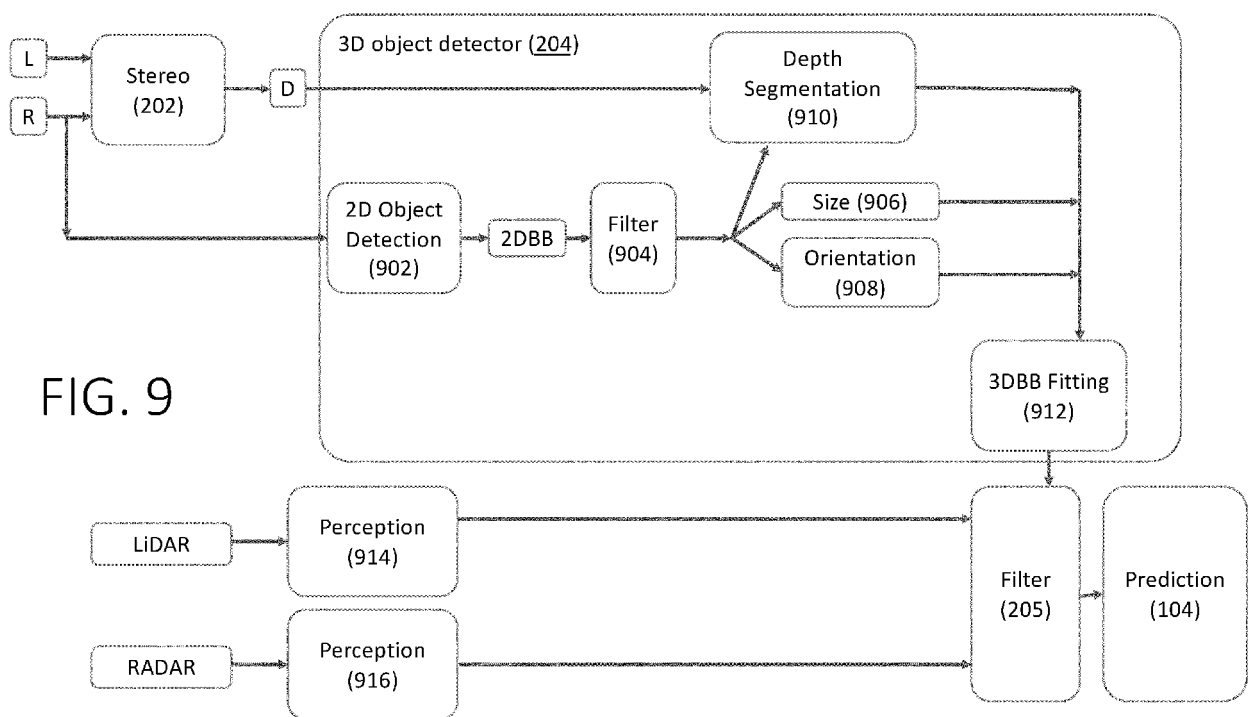 3D object detector (204)
L
Stereo
(202)
D
R
Depth
Segmentation
(910)
2D Object
Detection
(902)
2DBB
Filter
(904)
Size (906)
Orientation
(908)
FIG. 9
3DBB Fitting
(912)
LiDAR
Perception
(914)
Filter
(205)
Prediction
(104)
RADAR
Perception
(916)